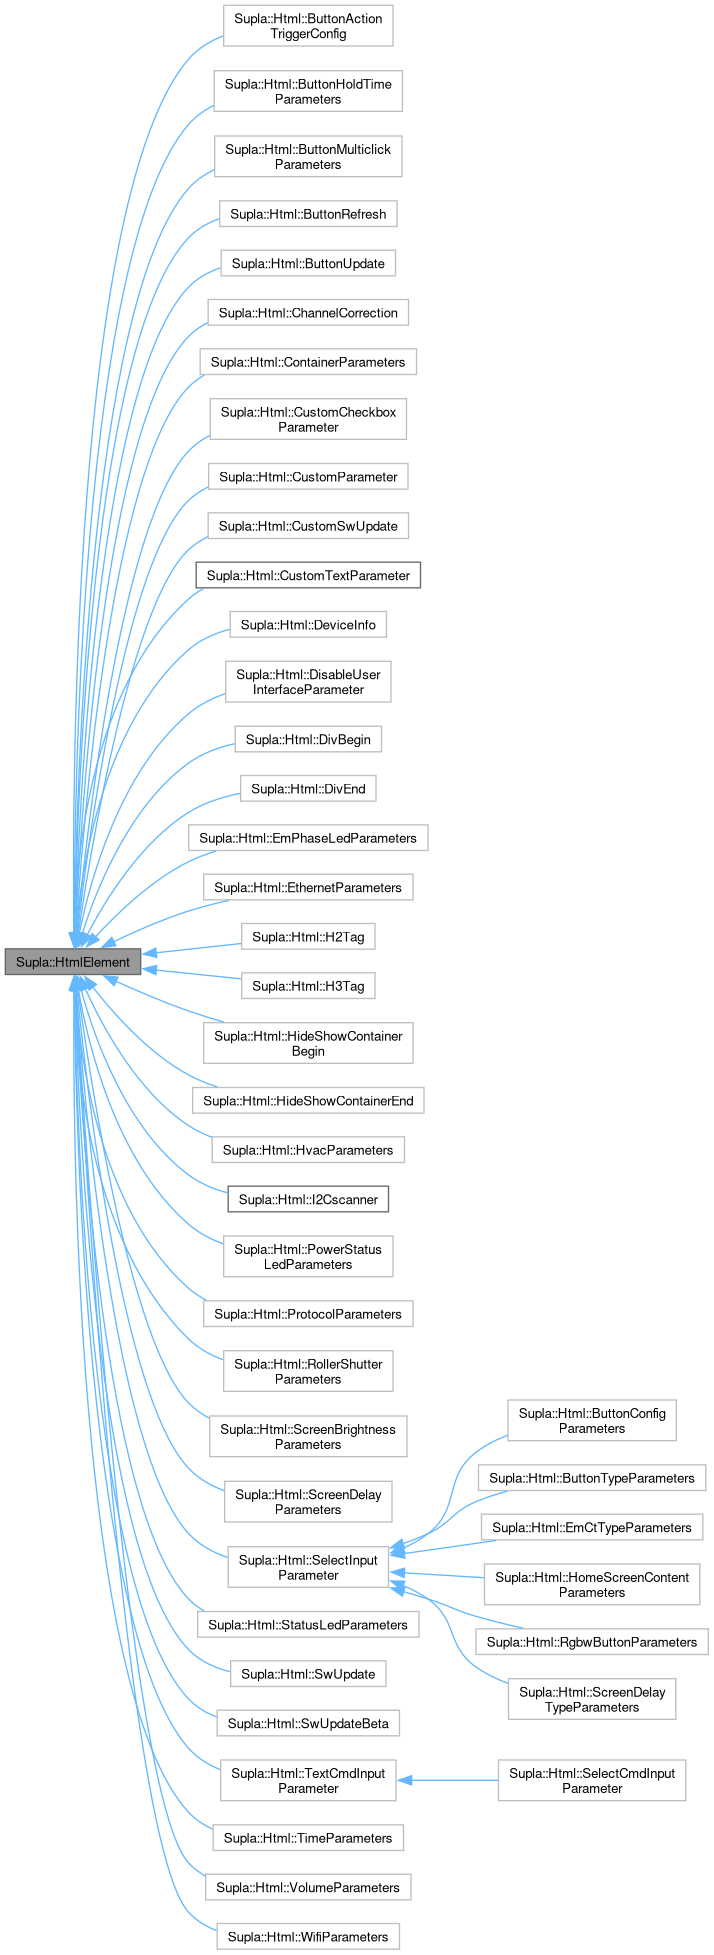 Supla::Html::ButtonAction
TriggerConfig
Supla::Html::ButtonHoldTime
Parameters
Supla::Html::ButtonMulticlick
Parameters
Supla::Html::ButtonRefresh
Supla::Html::ButtonUpdate
Supla::Html::ChannelCorrection
Supla::Html::ContainerParameters
Supla::Html::CustomCheckbox
Parameter
Supla::Html::CustomParameter
Supla::Html::CustomSwUpdate
Supla::Html::CustomTextParameter
Supla::Html::DeviceInfo
Supla::Html::DisableUser
InterfaceParameter
Supla::Html::DivBegin
Supla::Html::DivEnd
Supla::Html::EmPhaseLedParameters
Supla::Html::EthernetParameters
Supla::Html::H2Tag
Supla::HtmlElement
Supla::Html::H3Tag
Supla::Html::HideShowContainer
Begin
Supla::Html::HideShowContainerEnd
Supla::Html::HvacParameters
Supla::Html::I2Cscanner
Supla::Html::PowerStatus
LedParameters
Supla::Html::ProtocolParameters
Supla::Html::RollerShutter
Parameters
Supla::Html::ScreenBrightness
Parameters
Supla::Html::ScreenDelay
Parameters
Supla::Html::SelectInput
Parameter
Supla::Html::ButtonConfig
Parameters
Supla::Html::ButtonTypeParameters
Supla::Html::EmCtTypeParameters
Supla::Html::HomeScreenContent
Parameters
Supla::Html::RgbwButtonParameters
Supla::Html::ScreenDelay
TypeParameters
Supla::Html::StatusLedParameters
Supla::Html::SwUpdate
Supla::Html::SwUpdateBeta
Supla::Html::TextCmdInput
Parameter
Supla::Html::SelectCmdInput
Parameter
Supla::Html::TimeParameters
Supla::Html::VolumeParameters
Supla::Html::WifiParameters